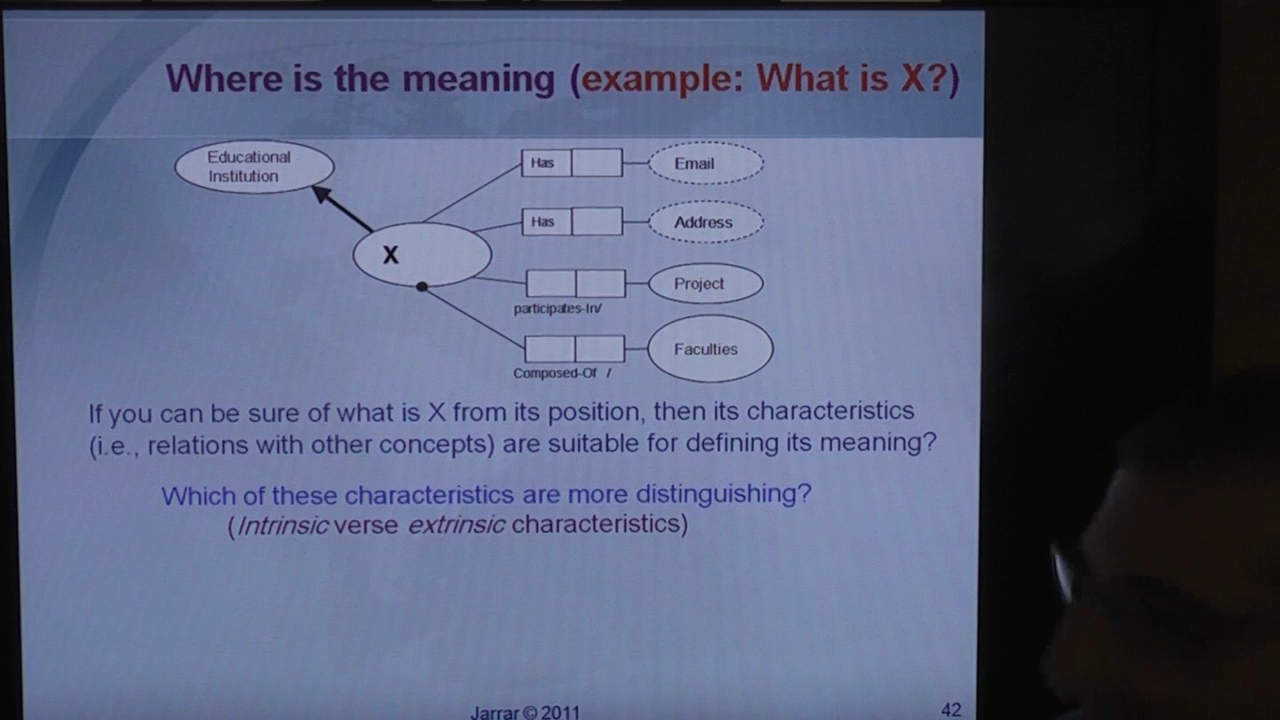 Where is the meaning (example: What is X?)
Educational
Institution
X
Has
Email
Has
Address
participates-In/
Project
Composed-Of /
Faculties
If you can be sure of what is X from its position, then its characteristics
(i.e., relations with other concepts) are suitable for defining its meaning?
Which of these characteristics are more distinguishing?
(Intrinsic verse extrinsic characteristics)
Jarrar © 2011
42